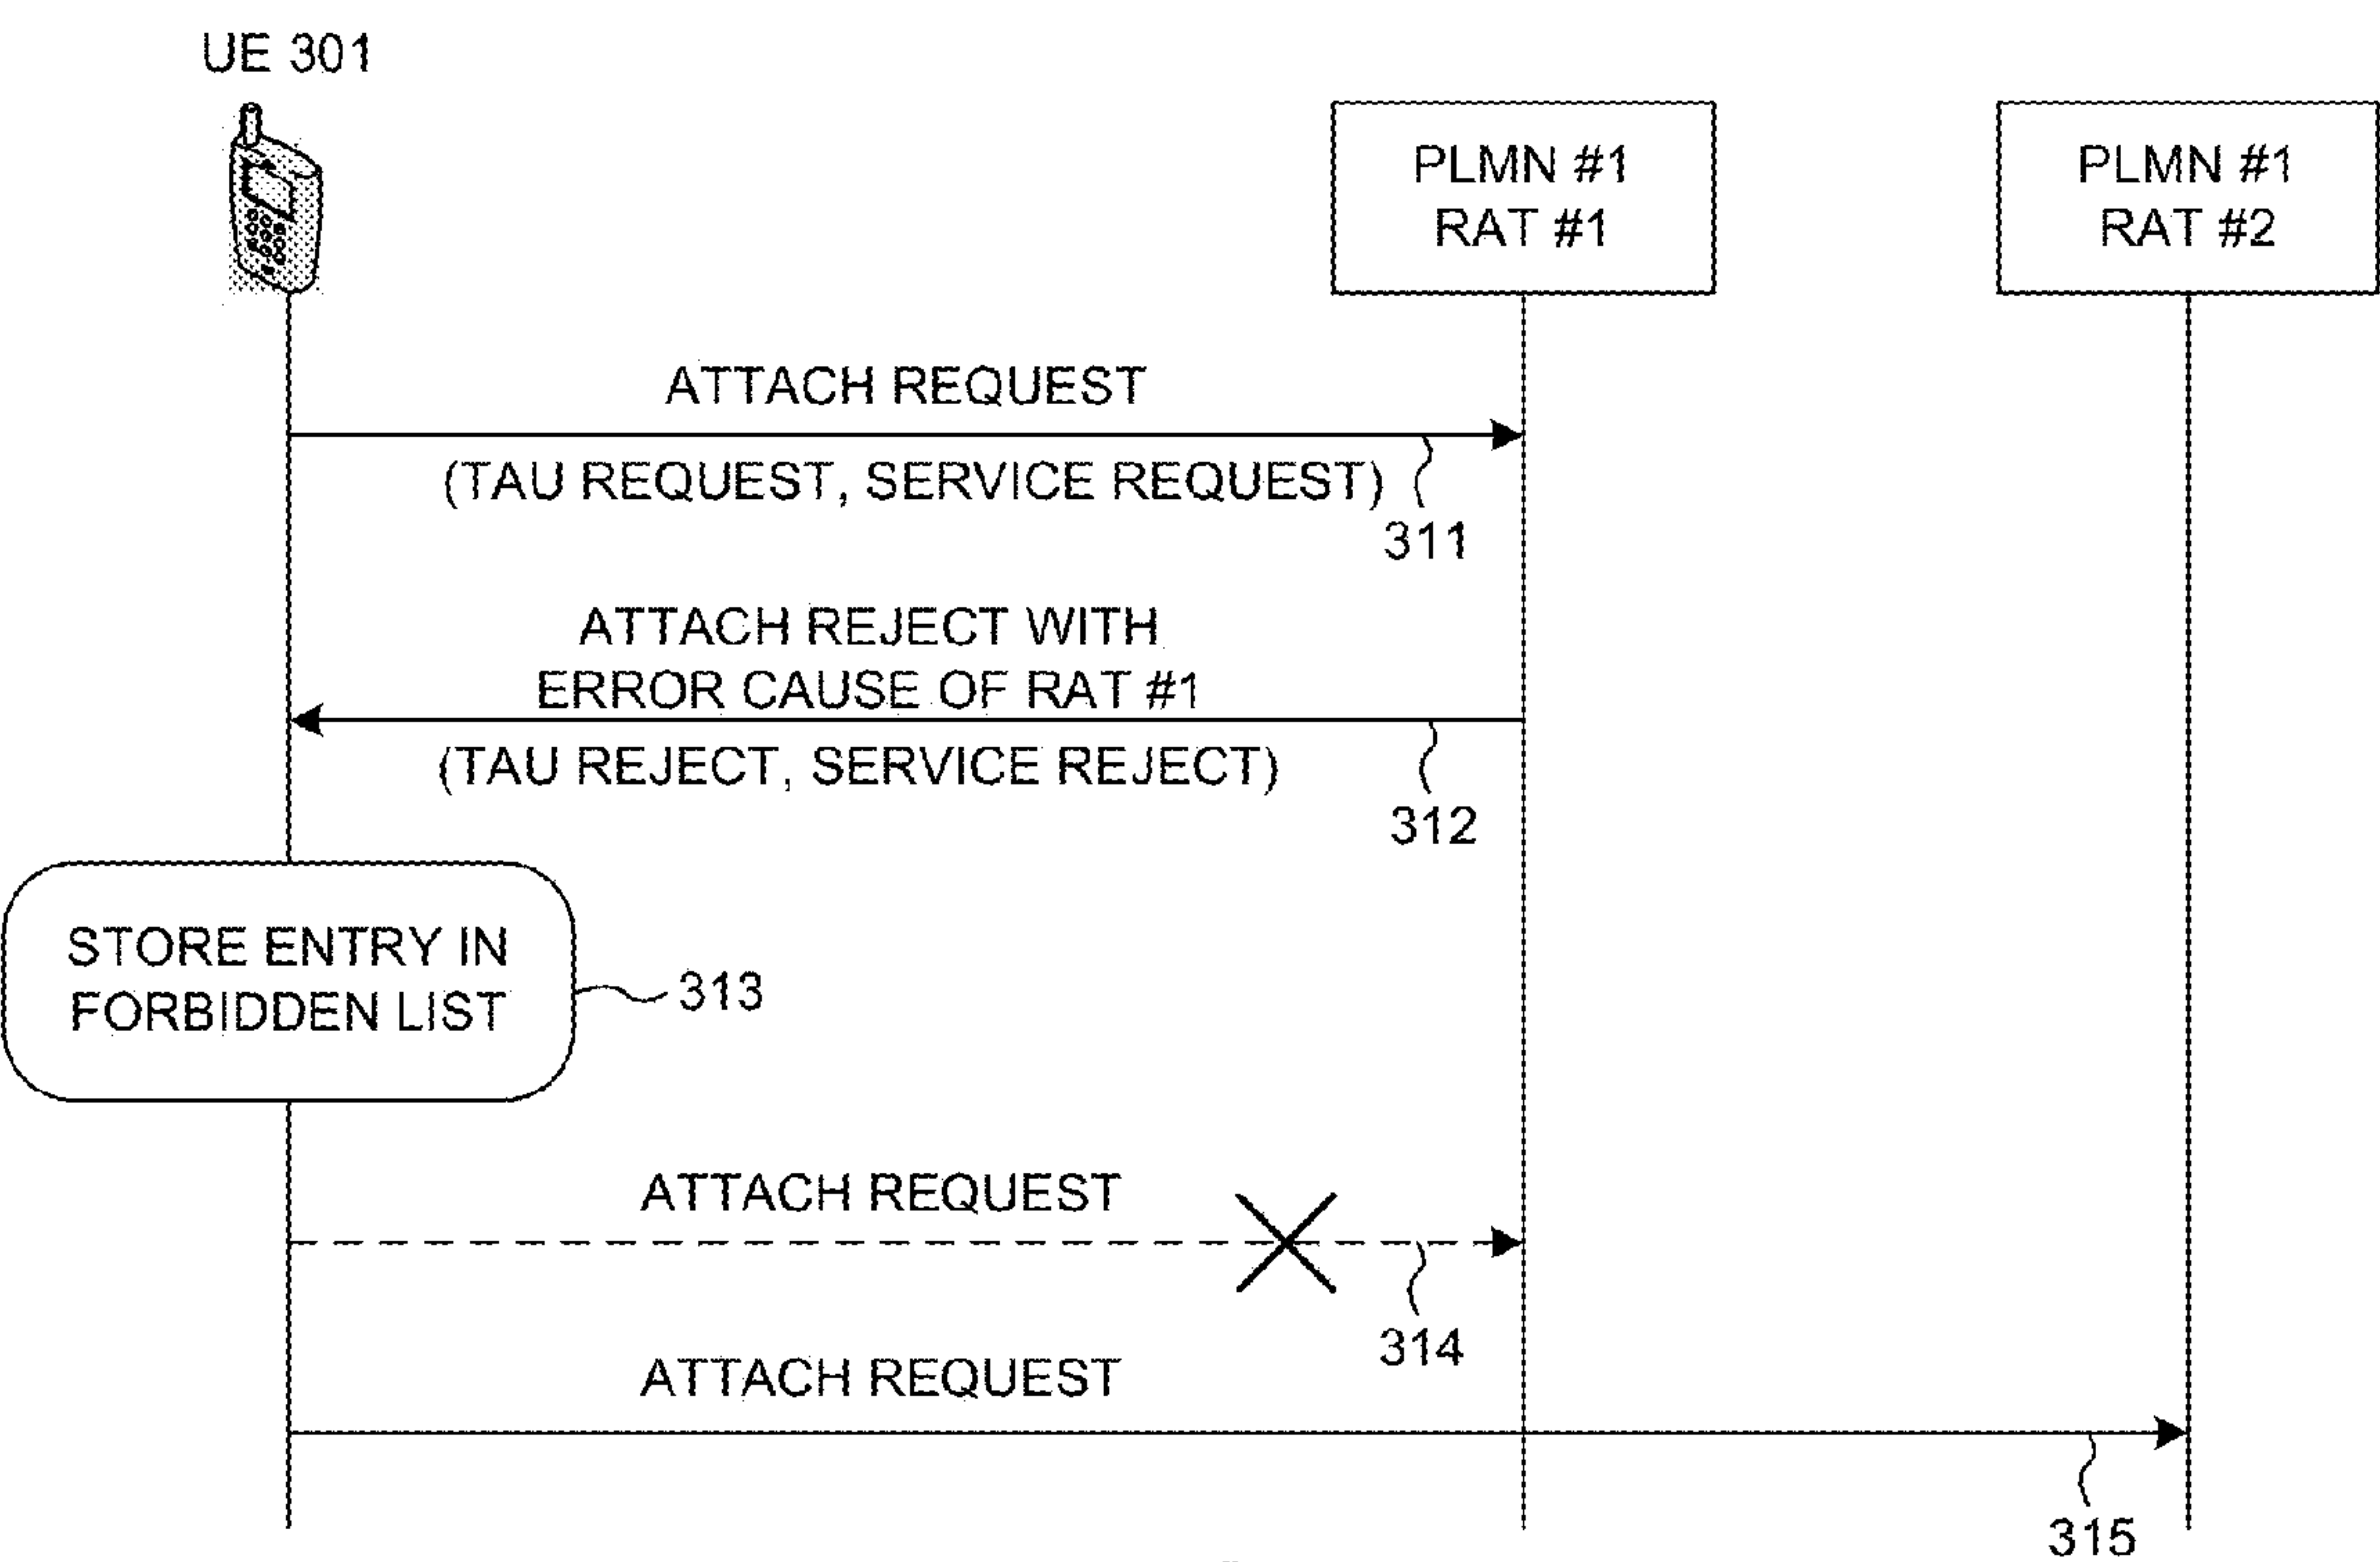 UE 301
PLMN #1
RAT #1
PLMN #1
RAT #2
ATTACH REQUEST
(TAU REQUEST, SERVICE REQUEST)
311
ATTACH REJECT WITH
ERROR CAUSE OF RAT #1
(TAU REJECT, SERVICE REJECT)
312
STORE ENTRY IN
FORBIDDEN LIST
313
ATTACH REQUEST
314
ATTACH REQUEST
315